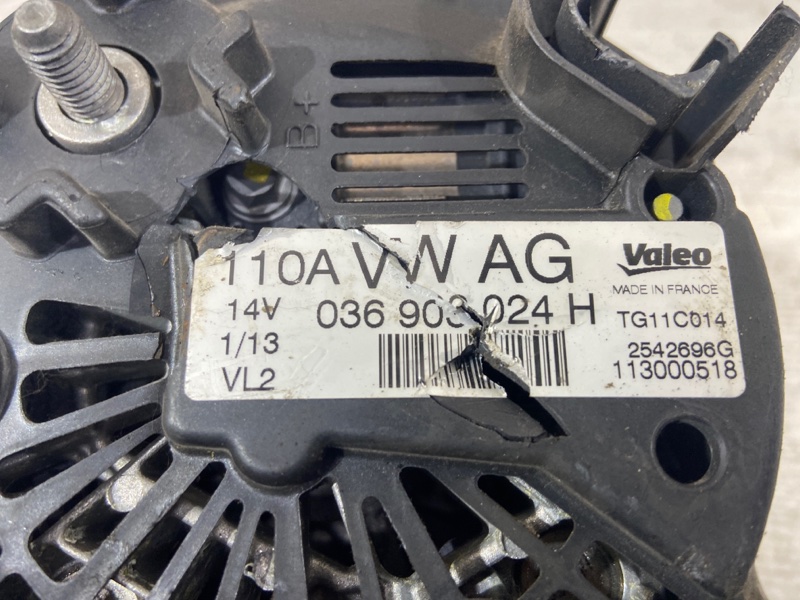 B+
110A VW AG
14V 036 903 024 H
1/13
VL2
Valeo
MADE IN FRANCE
TG11C014
2542696G
113000518